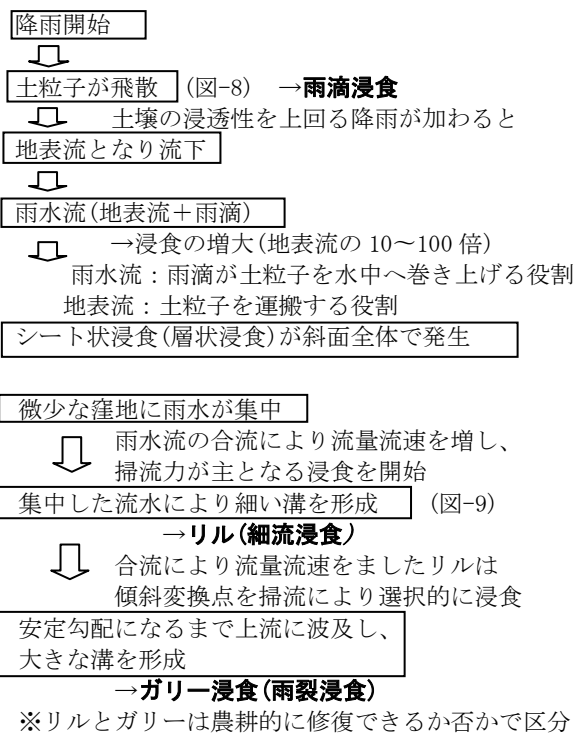 降雨開始
土粒子が飛散 (図-8) →雨滴浸食
土壌の浸透性を上回る降雨が加わると
地表流となり流下
雨水流(地表流＋雨滴)
→浸食の増大(地表流の 10～100 倍)
雨水流：雨滴が土粒子を水中へ巻き上げる役割
地表流：土粒子を運搬する役割
シート状浸食(層状浸食)が斜面全体で発生
微少な窪地に雨水が集中
雨水流の合流により流量流速を増し、
掃流力が主となる浸食を開始
集中した流水により細い溝を形成 (図-9)
→リル(細流浸食)
合流により流量流速をましたリルは
傾斜変換点を掃流により選択的に浸食
安定勾配になるまで上流に波及し、
大きな溝を形成
→ガリー浸食(雨裂浸食)
※リルとガリーは農耕的に修復できるか否かで区分